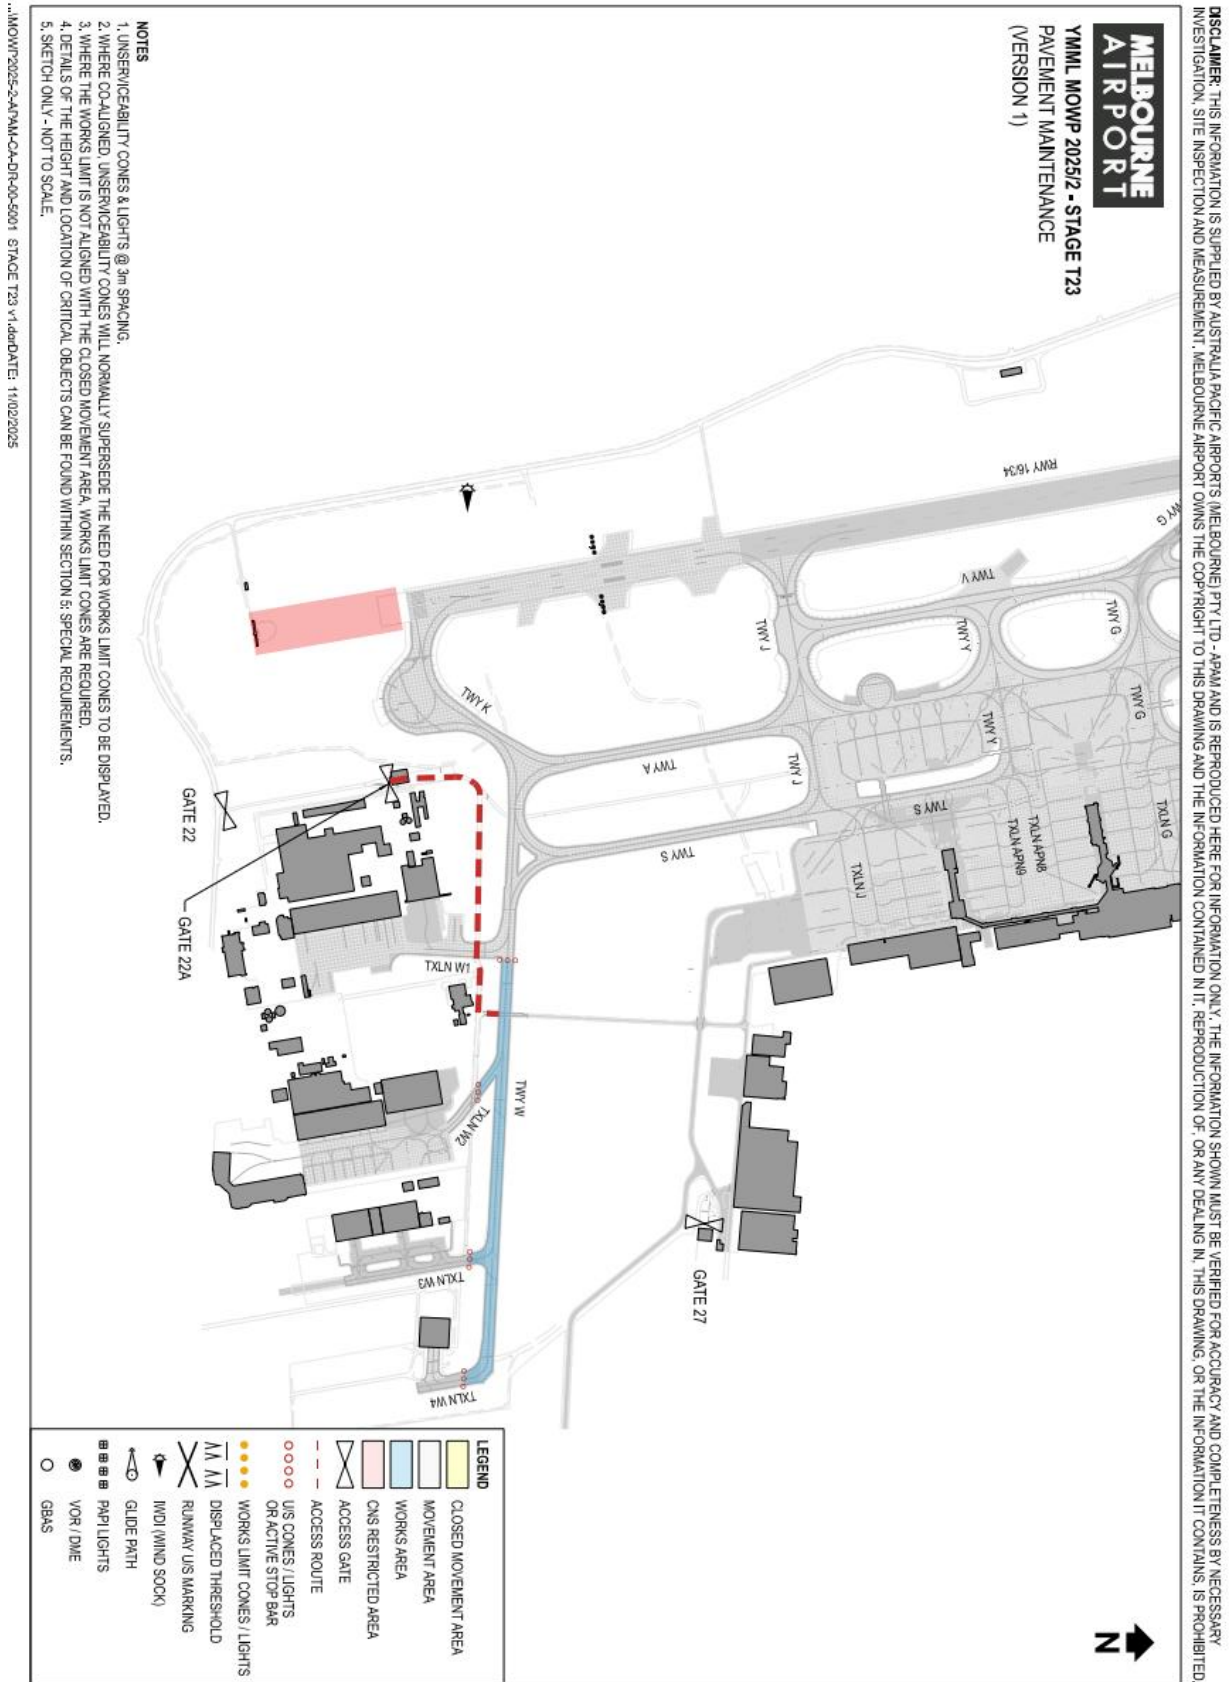 DISCLAIMER: THIS INFORMATION IS SUPPLIED BY AUSTRALIA PACIFIC AIRPORTS (MELBOURNE) PTY LTD - APAM AND IS REPRODUCED HERE FOR INFORMATION ONLY. THE INFORMATION SHOWN MUST BE VERIFIED FOR ACCURACY AND COMPLETENESS BY NECESSARY
INVESTIGATION, SITE INSPECTION AND MEASUREMENT. MELBOURNE AIRPORT OWNS THE COPYRIGHT TO THIS DRAWING AND THE INFORMATION CONTAINED IN IT. REPRODUCTION OF, OR ANY DEALING IN, THIS DRAWING, OR THE INFORMATION IT CONTAINS, IS PROHIBITED.
MELBOURNE
AIRPORT
YMML MOWP 2025/2 - STAGE T23
PAVEMENT MAINTENANCE
(VERSION 1)
RWY 16/34
TWY G
TWY V
TWY G
TWY J
TWY Y
TWY G
TWY K
TWY Y
TWY A
TWY J
TWY S
TXLN G
TXLN APN8
TXLN APN9
TWY S
TXLN J
GATE 22
GATE 22A
TXLN W1
TWY W
TXLN W2
GATE 27
TXLN W3
TXLN W4
N
NOTES
1. UNSERVICEABILITY CONES & LIGHTS @ 3m SPACING.
2. WHERE CO-ALIGNED, UNSERVICEABILITY CONES WILL NORMALLY SUPERSEDE THE NEED FOR WORKS LIMIT CONES TO BE DISPLAYED.
3. WHERE THE WORKS LIMIT IS NOT ALIGNED WITH THE CLOSED MOVEMENT AREA, WORKS LIMIT CONES ARE REQUIRED.
4. DETAILS OF THE HEIGHT AND LOCATION OF CRITICAL OBJECTS CAN BE FOUND WITHIN SECTION 5: SPECIAL REQUIREMENTS.
5. SKETCH ONLY - NOT TO SCALE.
LEGEND
CLOSED MOVEMENT AREA
MOVEMENT AREA
WORKS AREA
CNS RESTRICTED AREA
ACCESS GATE
ACCESS ROUTE
U/S CONES / LIGHTS
OR ACTIVE STOP BAR
WORKS LIMIT CONES / LIGHTS
DISPLACED THRESHOLD
RUNWAY U/S MARKING
IWDI (WIND SOCK)
GLIDE PATH
PAPI LIGHTS
VOR / DME
GBAS
...\MOWP2025-2-APAM-CA-DR-00-5001 STAGE T23 v1.dgnDATE: 11/02/2025